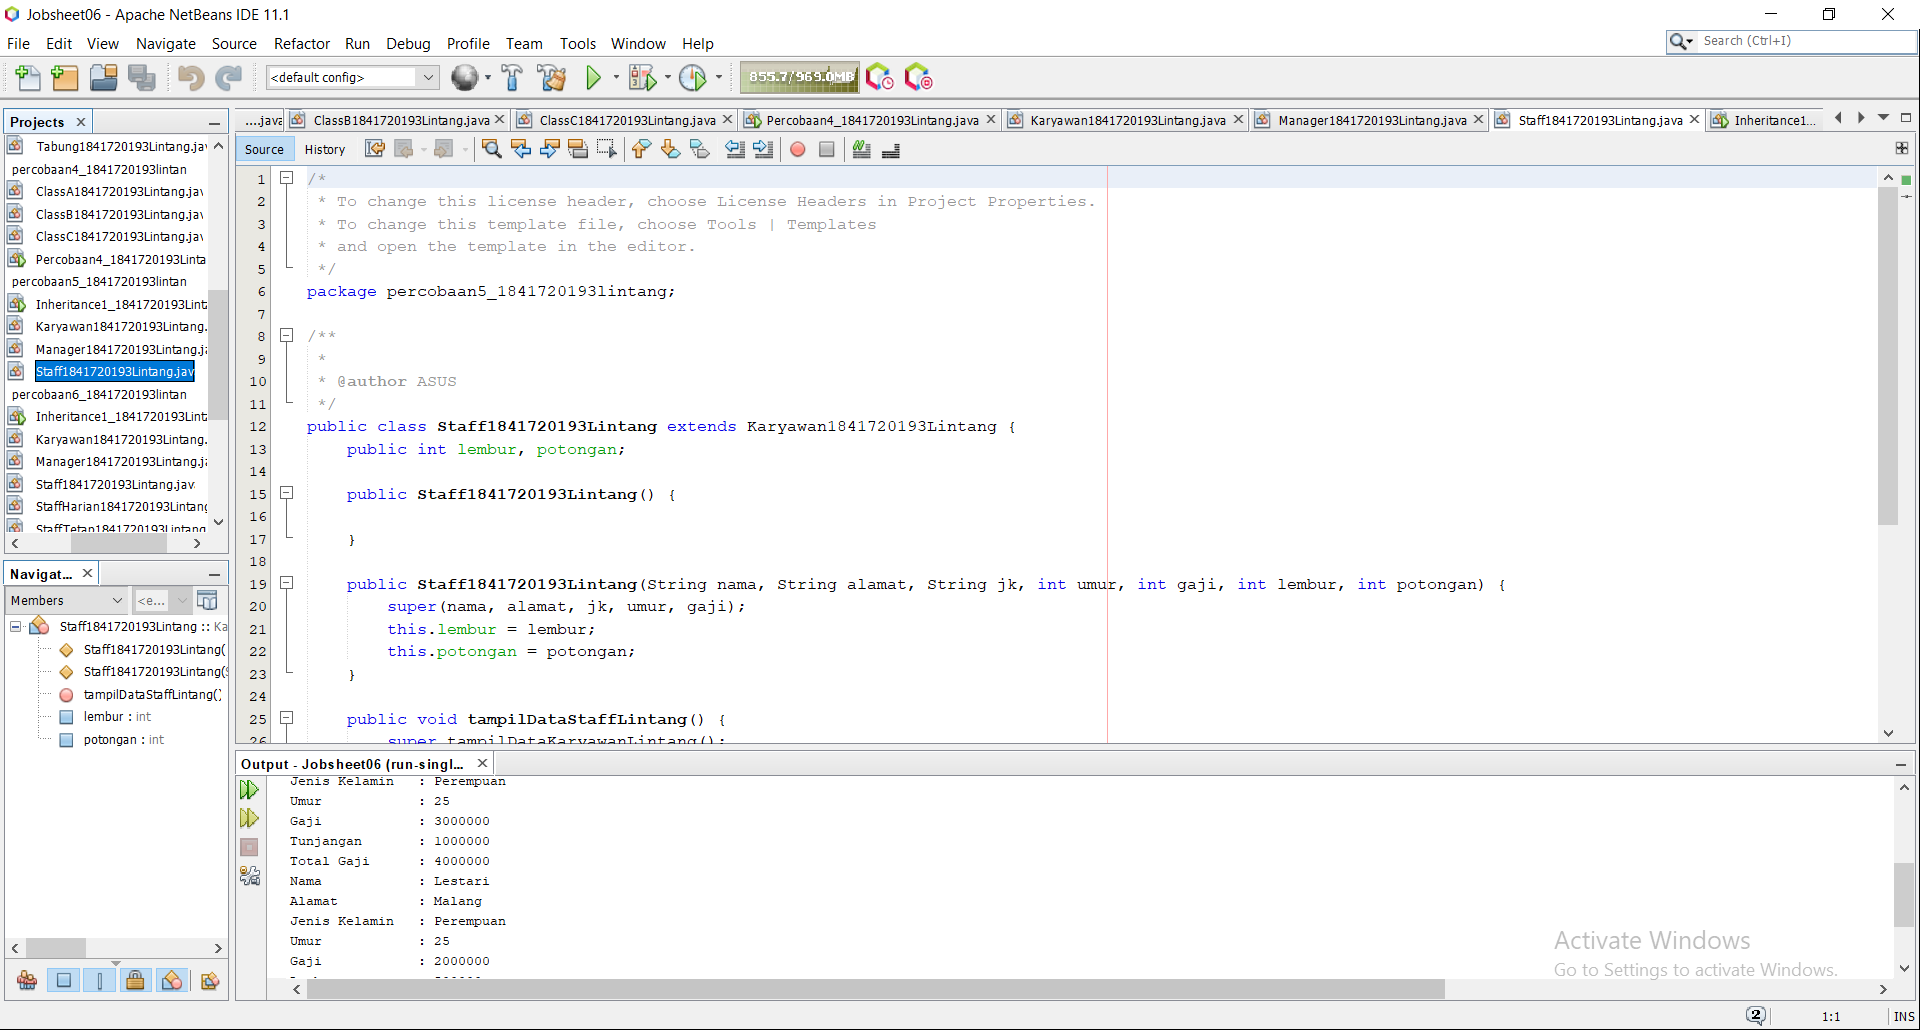 Jobsheet06 - Apache NetBeans IDE 11.1
File Edit View Navigate Source Refactor Run Debug Profile Team Tools Window Help
Search (Ctrl+I)
<default config>
855.7/969.0MB
Projects
Tabung1841720193Lintang.ja
percobaan4_1841720193lintan
ClassA1841720193Lintang.jav
ClassB1841720193Lintang.jav
ClassC1841720193Lintang.jav
Percobaan4_1841720193Linta
percobaan5_1841720193lintan
Inheritance1_1841720193Lint
Karyawan1841720193Lintang.
Manager1841720193Lintang.j
Staff1841720193Lintang.jav
percobaan6_1841720193lintan
Inheritance1_1841720193Lint
Karyawan1841720193Lintang.
Manager1841720193Lintang.j
Staff1841720193Lintang.jav
StaffHarian1841720193Lintang
StaffTetap1841720193Lintang
Navigat...
Members
<e...
Staff1841720193Lintang :: Ka
Staff1841720193Lintang(
Staff1841720193Lintang(S
tampilDataStaffLintang()
lembur : int
potongan : int
....java ClassB1841720193Lintang.java ClassC1841720193Lintang.java Percobaan4_1841720193Lintang.java Karyawan1841720193Lintang.java Manager1841720193Lintang.java Staff1841720193Lintang.java Inheritance1...
Source History
1 /*
2 * To change this license header, choose License Headers in Project Properties.
3 * To change this template file, choose Tools | Templates
4 * and open the template in the editor.
5 */
6 package percobaan5_1841720193lintang;
7
8 /**
9 *
10 * @author ASUS
11 */
12 public class Staff1841720193Lintang extends Karyawan1841720193Lintang {
13 public int lembur, potongan;
14
15 public Staff1841720193Lintang() {
16
17 }
18
19 public Staff1841720193Lintang(String nama, String alamat, String jk, int umur, int gaji, int lembur, int potongan) {
20 super(nama, alamat, jk, umur, gaji);
21 this.lembur = lembur;
22 this.potongan = potongan;
23 }
24
25 public void tampilDataStaffLintang() {
26 super.tampilDataKaryawanLintang();
Output - Jobsheet06 (run-singl...
Jenis Kelamin : Perempuan
Umur : 25
Gaji : 3000000
Tunjangan : 1000000
Total Gaji : 4000000
Nama : Lestari
Alamat : Malang
Jenis Kelamin : Perempuan
Umur : 25
Gaji : 2000000
Activate Windows
Go to Settings to activate Windows.
2
1:1
INS